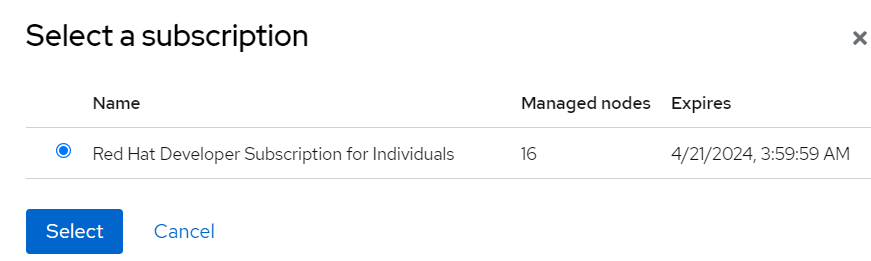 Select a subscription
Name Managed nodes Expires
Red Hat Developer Subscription for Individuals 16 4/21/2024, 3:59:59 AM
Select Cancel